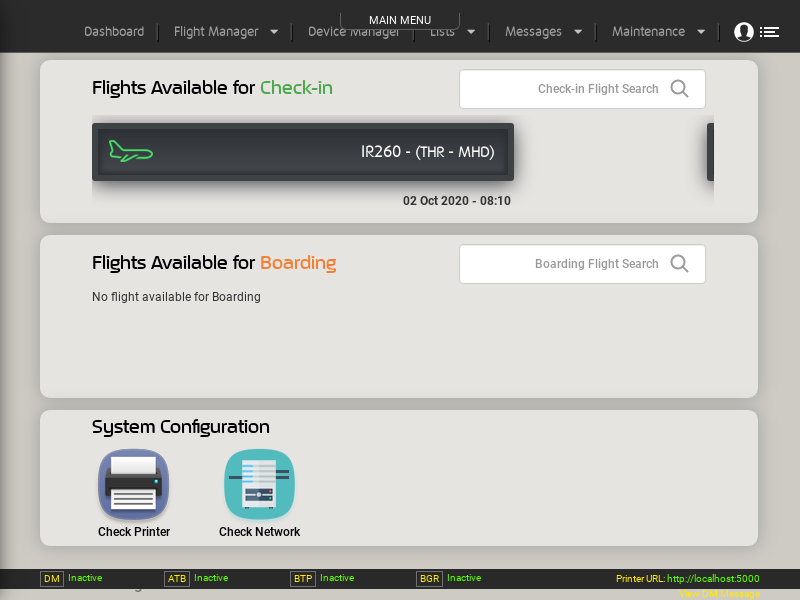 MAIN MENU
Dashboard Flight Manager Device Manager Lists Messages Maintenance
Flights Available for Check-in
Check-in Flight Search
IR260 - (THR - MHD)
02 Oct 2020 - 08:10
Flights Available for Boarding
Boarding Flight Search
No flight available for Boarding
System Configuration
Check Printer Check Network
DM Inactive ATB Inactive BTP Inactive BGR Inactive Printer URL: http://localhost:5000